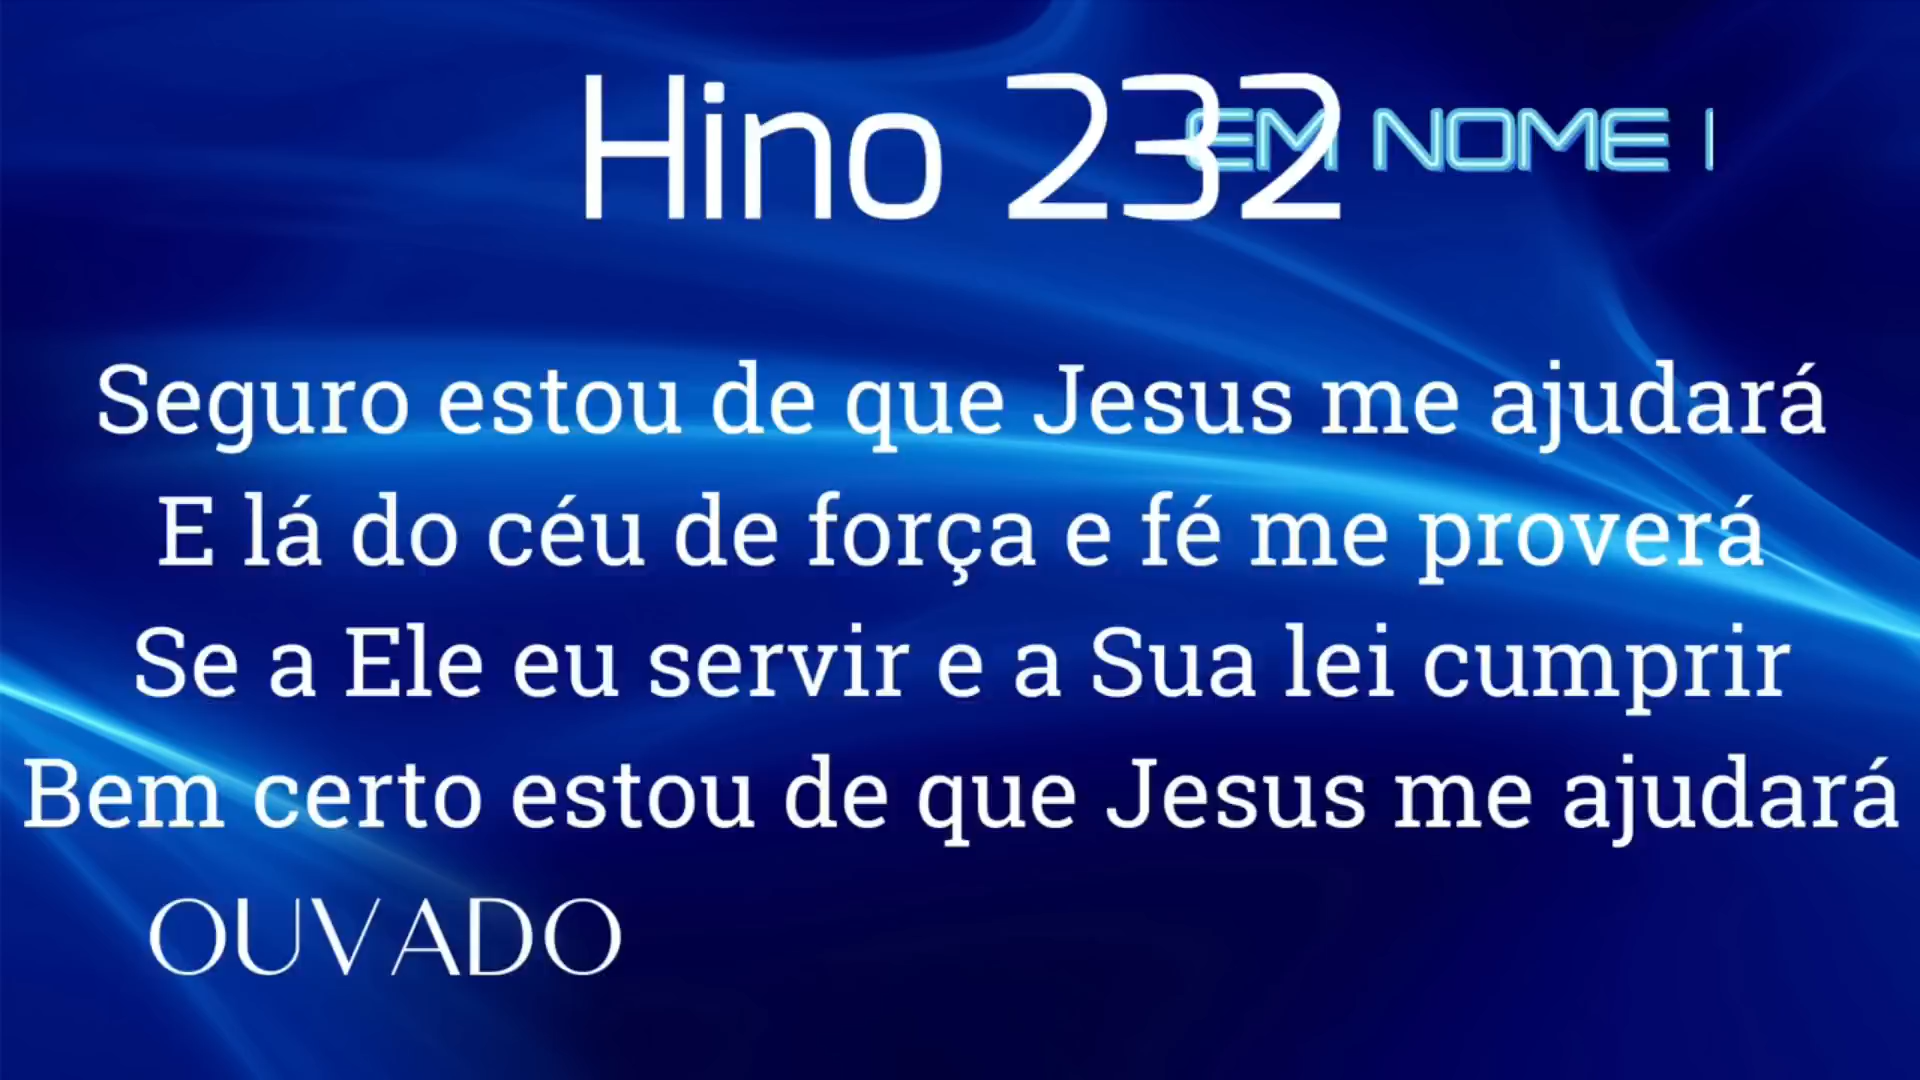 Hino 232
EM NOME
Seguro estou de que Jesus me ajudará
E lá do céu de força e fé me proverá
Se a Ele eu servir e a Sua lei cumprir
Bem certo estou de que Jesus me ajudará
OUVADO